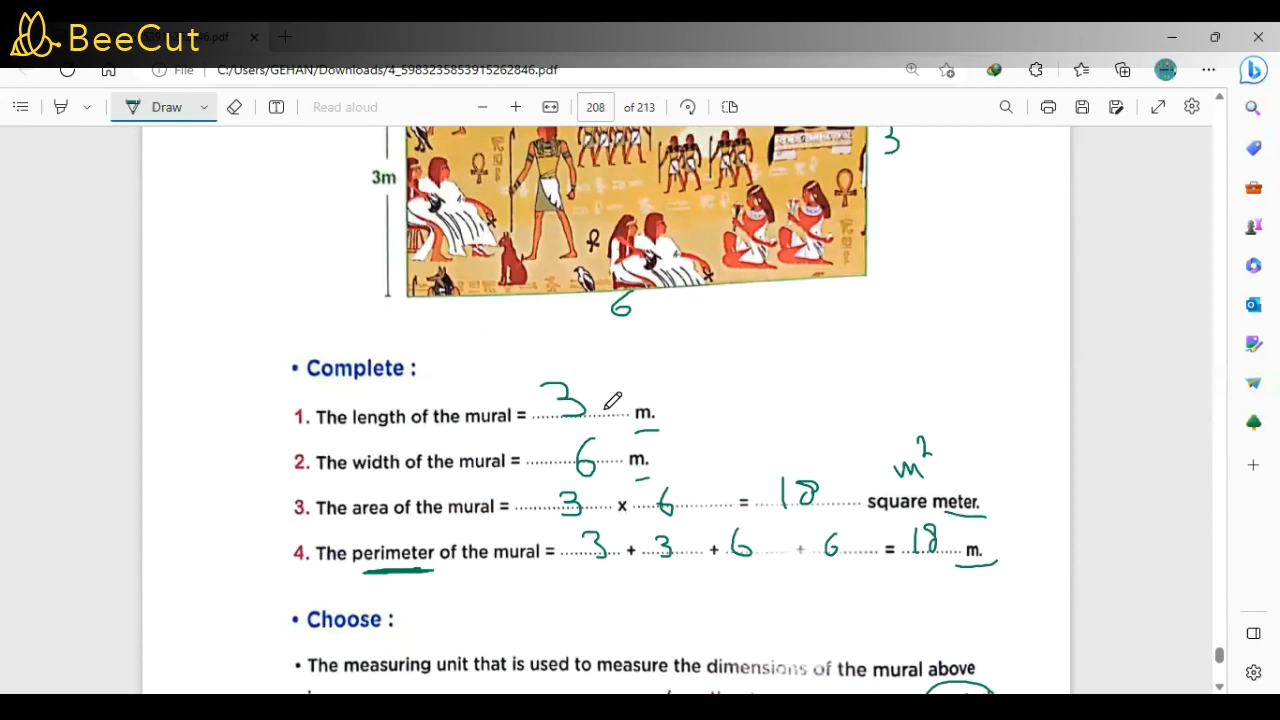 BeeCut
.pdf
File C:/Users/GEHAN/Downloads/4_5983235853915262846.pdf
Draw Read aloud 208 of 213
3
3m
6
• Complete :
1. The length of the mural = 3 m.
2. The width of the mural = 6 m.
m²
3. The area of the mural = 3 x 6 = 18 square meter.
4. The perimeter of the mural = 3 + 3 + 6 + 6 = 18 m.
• Choose :
• The measuring unit that is used to measure the dimensions of the mural above